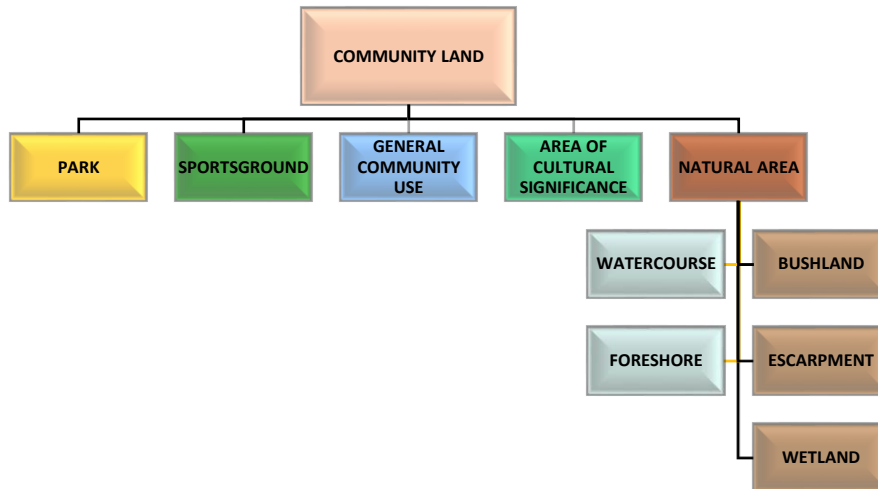 COMMUNITY LAND
PARK
SPORTSGROUND
GENERAL
COMMUNITY
USE
AREA OF
CULTURAL
SIGNIFICANCE
NATURAL AREA
WATERCOURSE
BUSHLAND
FORESHORE
ESCARPMENT
WETLAND